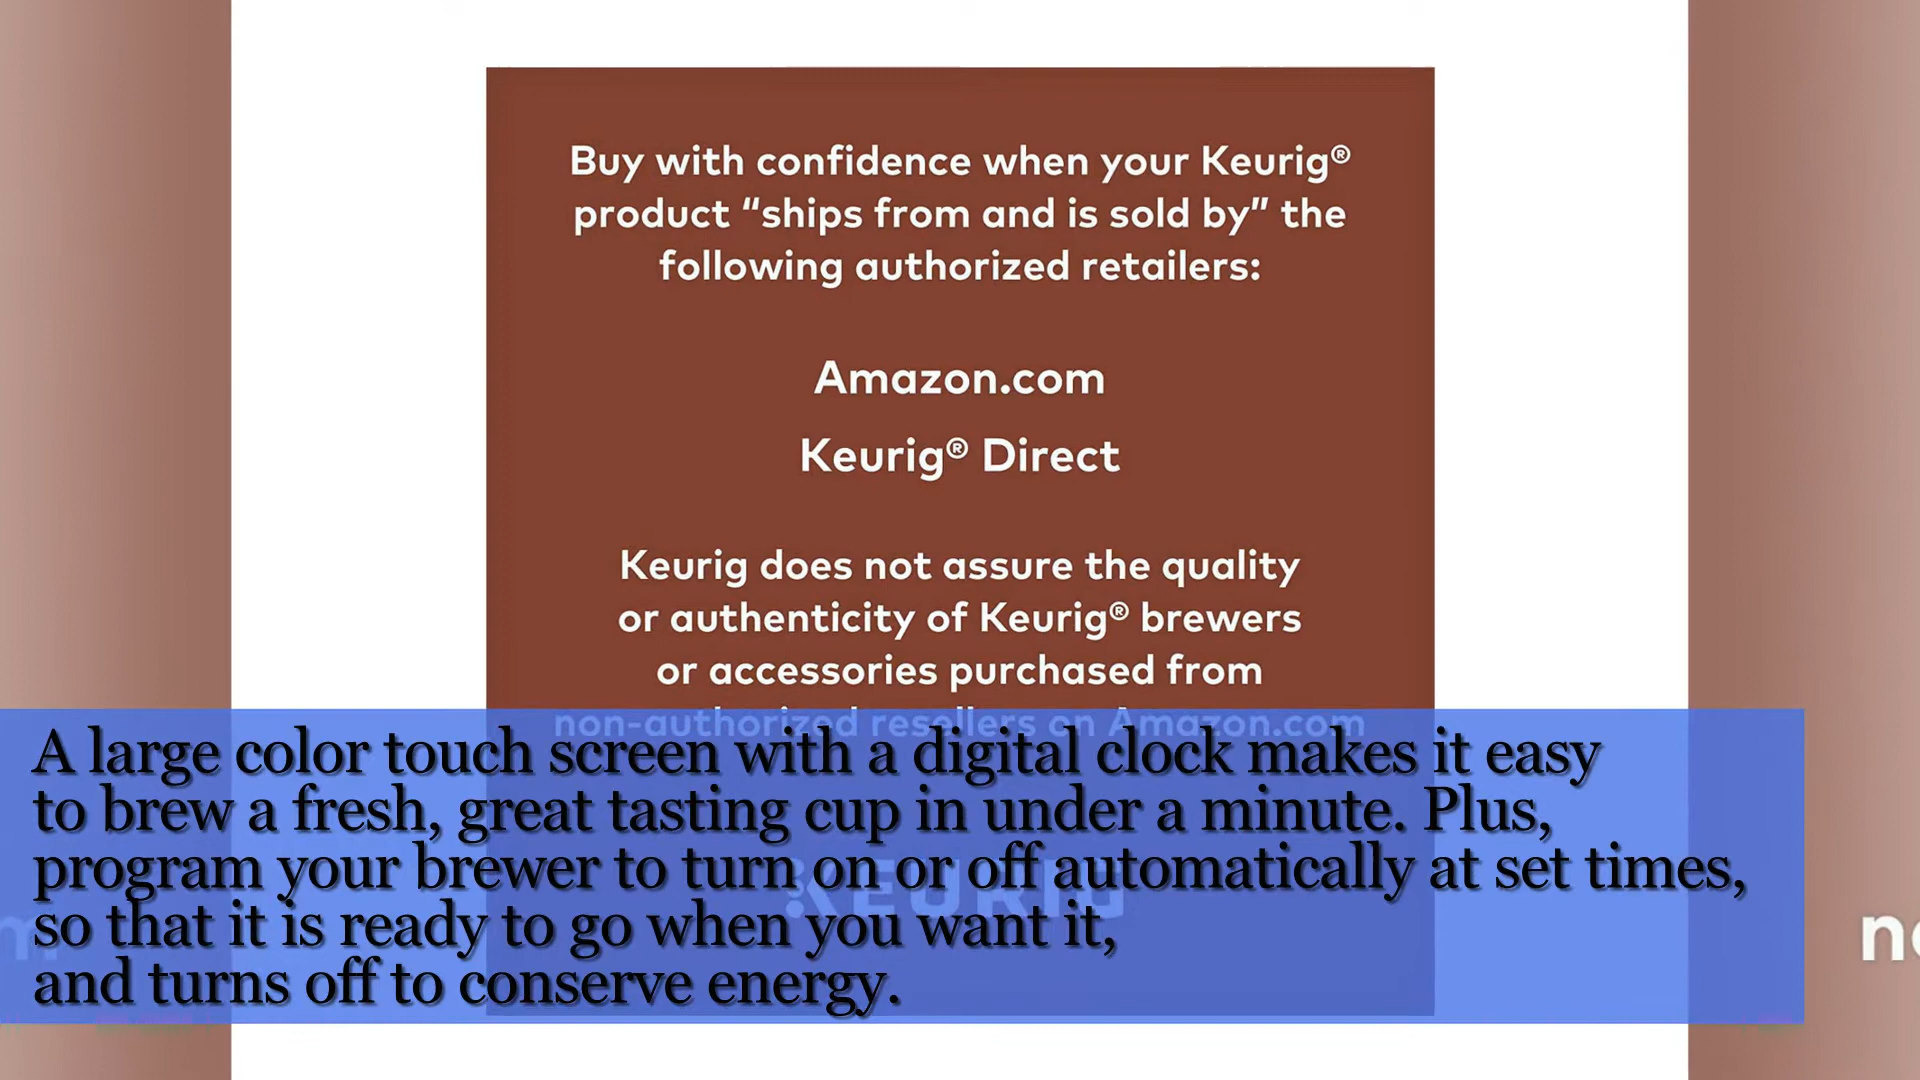 Buy with confidence when your Keurig®
product “ships from and is sold by” the
following authorized retailers:
Amazon.com
Keurig® Direct
Keurig does not assure the quality
or authenticity of Keurig® brewers
or accessories purchased from
non-authorized resellers on Amazon.com
A large color touch screen with a digital clock makes it easy
to brew a fresh, great tasting cup in under a minute. Plus,
program your brewer to turn on or off automatically at set times,
so that it is ready to go when you want it,
and turns off to conserve energy.
KEURIG